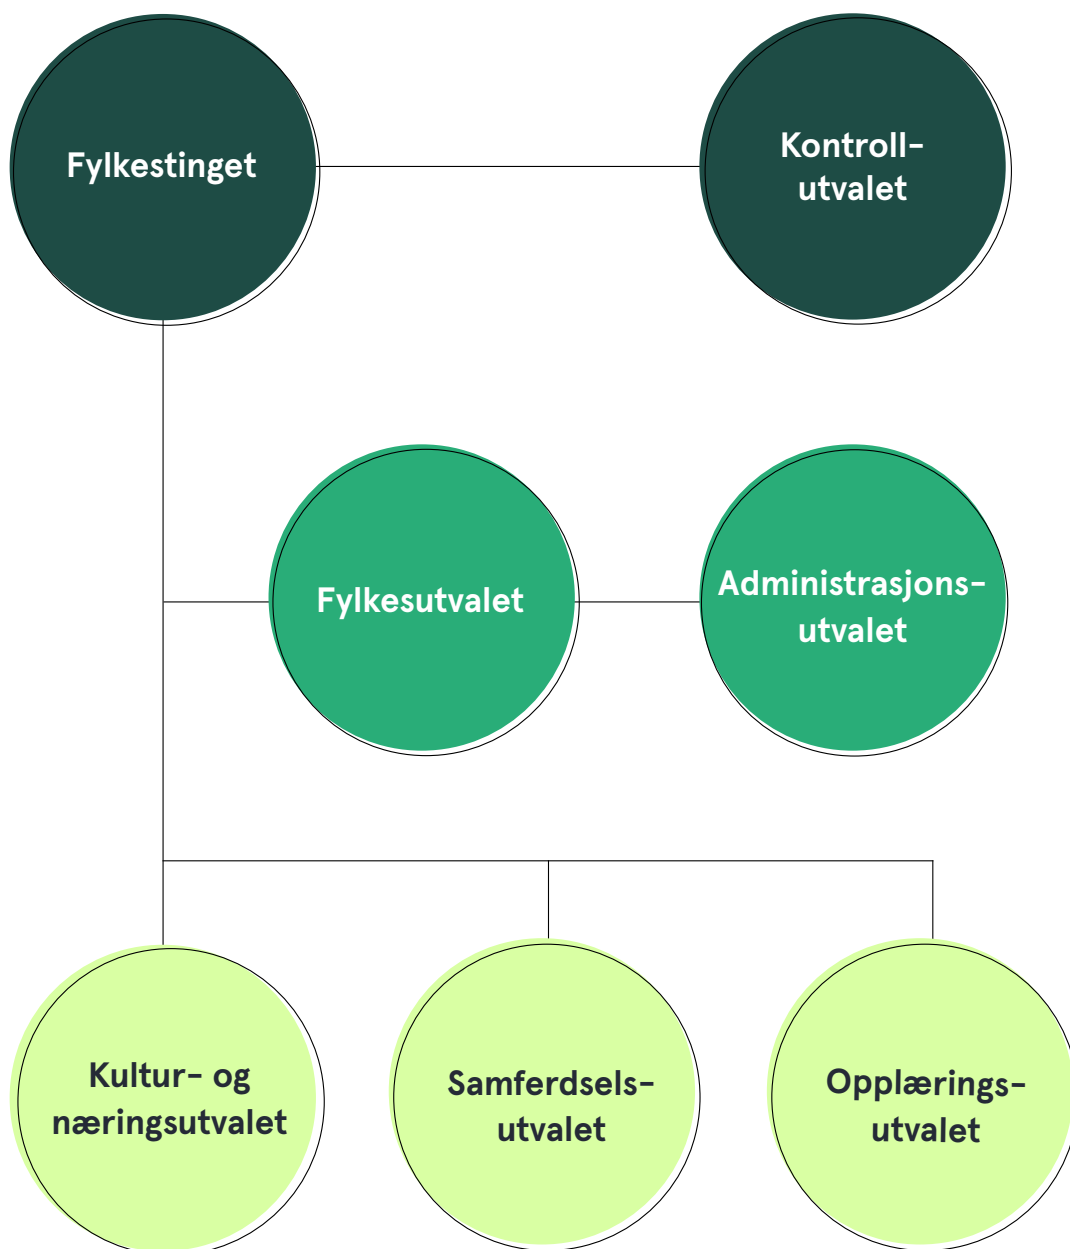 Fylkestinget
Kontroll-
utvalet
Fylkesutvalet
Administrasjons-
utvalet
Kultur- og
næringsutvalet
Samferdsels-
utvalet
Opplærings-
utvalet